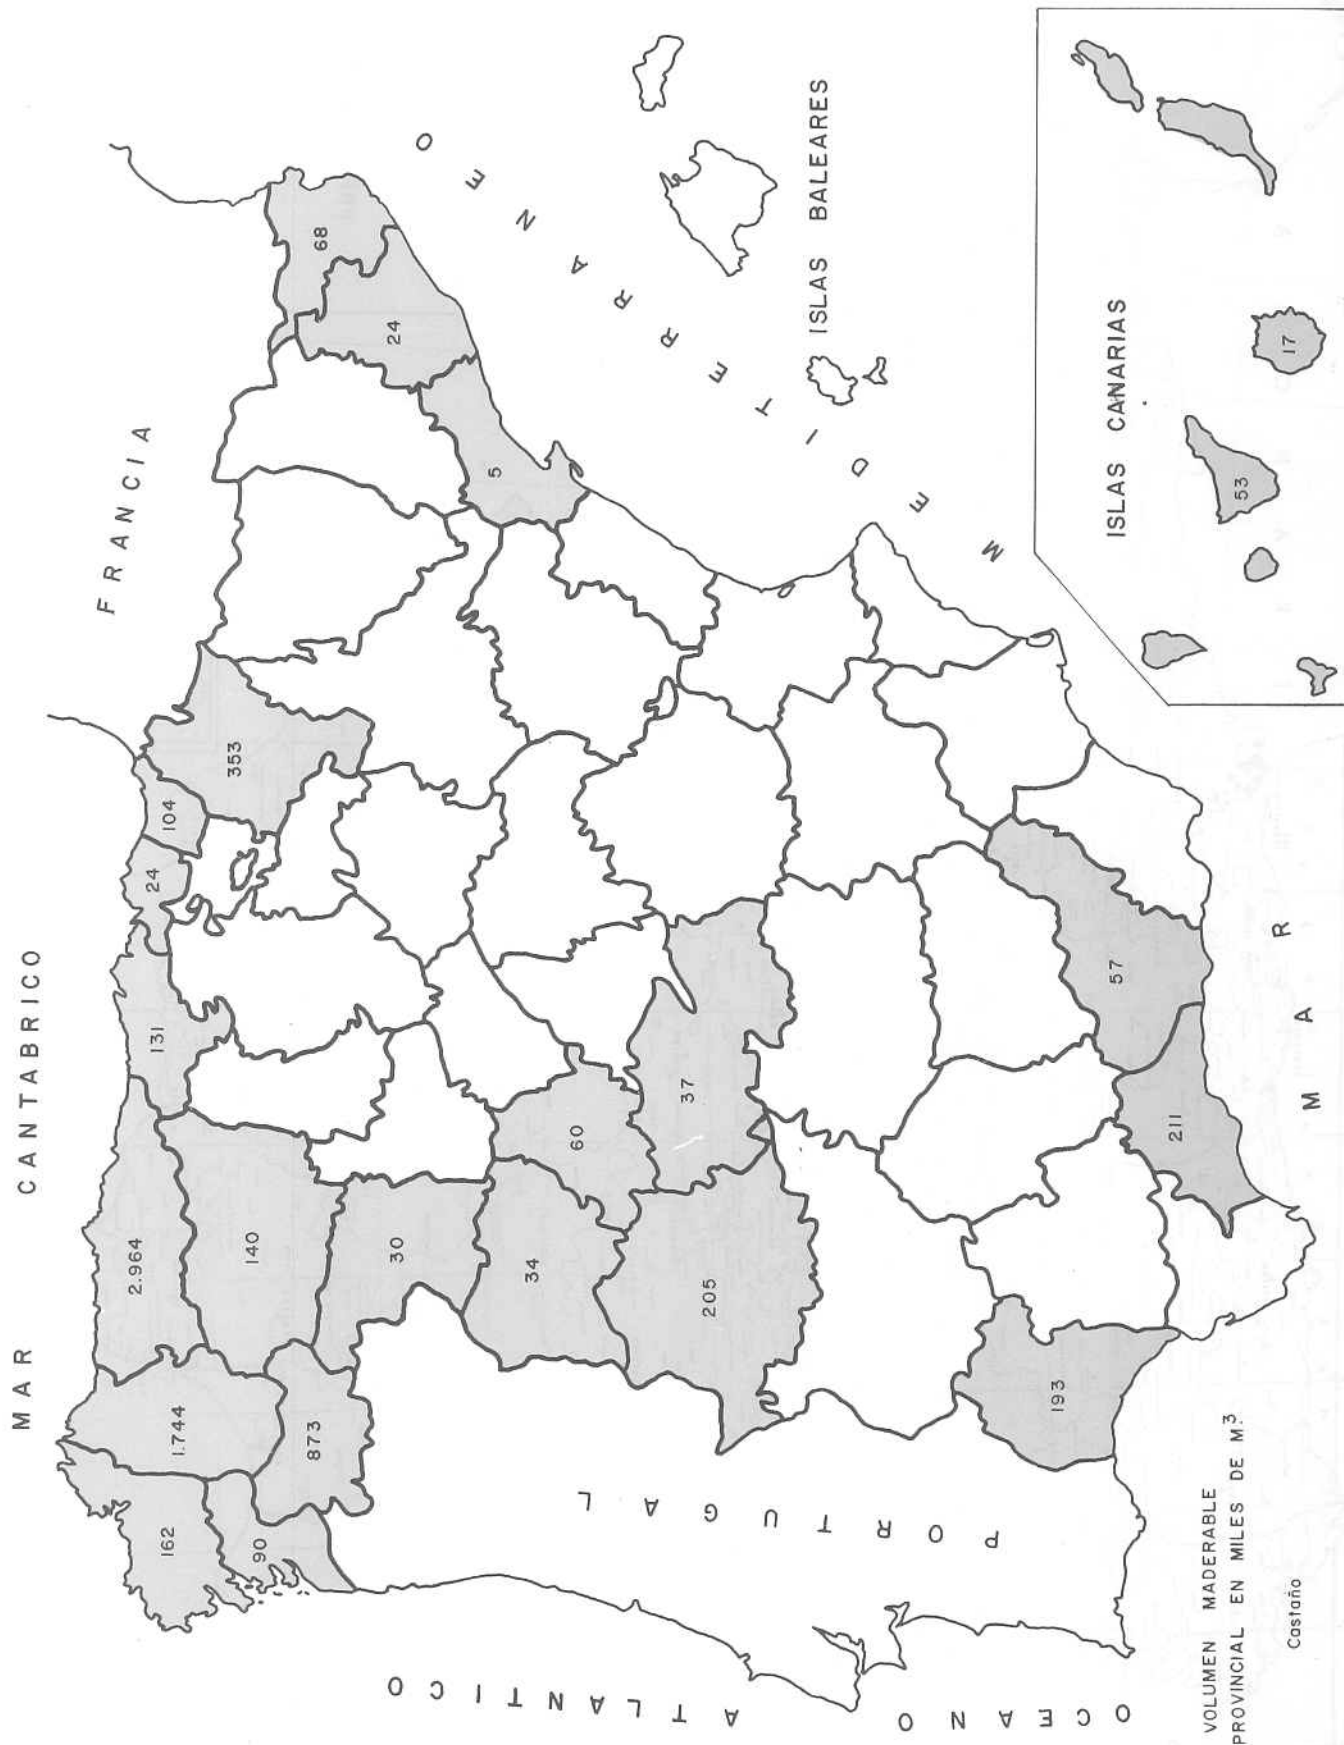 MAR CANTABRICO
FRANCIA
162
1.744
2.964
131
24
104
353
90
873
140
68
24
5
30
34
60
205
37
193
211
57
PORTUGAL
OCEANO ATLANTICO
MAR MEDITERRANEO
ISLAS BALEARES
ISLAS CANARIAS
53
17
VOLUMEN MADERABLE
PROVINCIAL EN MILES DE M.³
Castaño